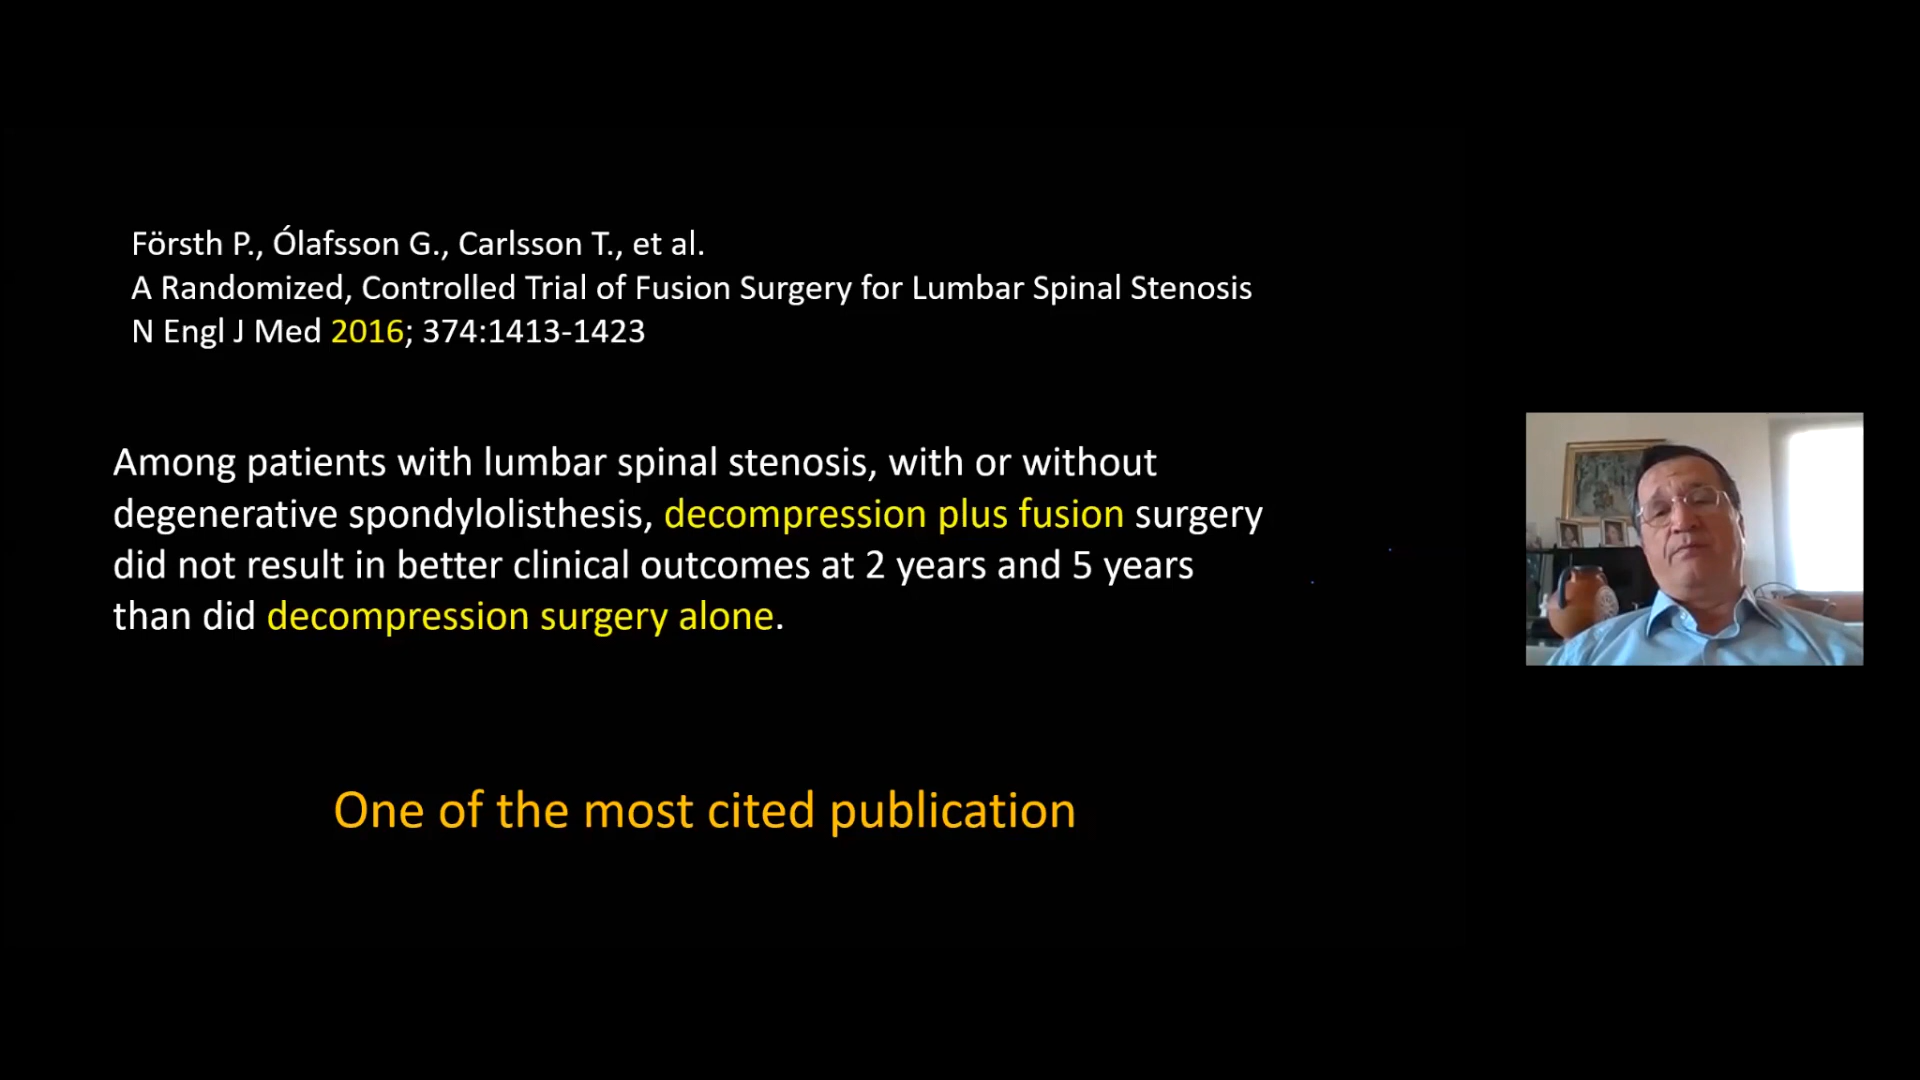 Försth P., Ólafsson G., Carlsson T., et al.
A Randomized, Controlled Trial of Fusion Surgery for Lumbar Spinal Stenosis
N Engl J Med 2016; 374:1413-1423
Among patients with lumbar spinal stenosis, with or without
degenerative spondylolisthesis, decompression plus fusion surgery
did not result in better clinical outcomes at 2 years and 5 years
than did decompression surgery alone.
One of the most cited publication